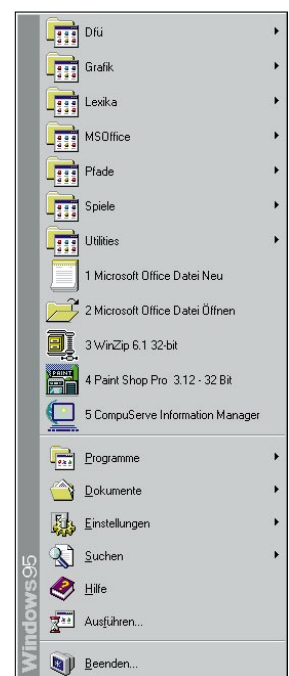 Dfü
Grafik
Lexika
MSOffice
Pfade
Spiele
Utilities
1 Microsoft Office Datei Neu
2 Microsoft Office Datei Öffnen
3 WinZip 6.1 32-bit
PAINT
4 Paint Shop Pro 3.12 - 32 Bit
5 CompuServe Information Manager
Programme
Dokumente
Einstellungen
Suchen
Hilfe
Ausführen...
Beenden...
Windows95